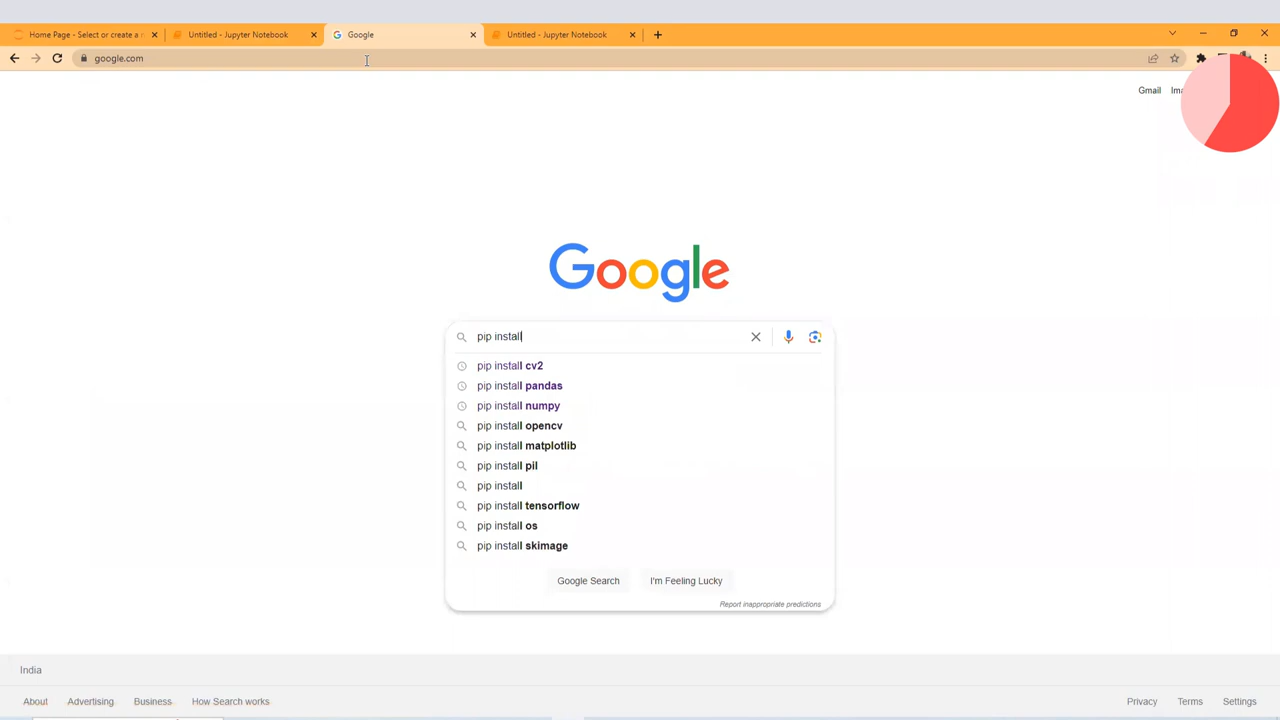 Home Page - Select or create a n
Untitled - Jupyter Notebook
Google
Untitled - Jupyter Notebook
google.com
Gmail
Google
pip install
pip install cv2
pip install pandas
pip install numpy
pip install opencv
pip install matplotlib
pip install pil
pip install
pip install tensorflow
pip install os
pip install skimage
Google Search I'm Feeling Lucky
Report inappropriate predictions
India
About Advertising Business How Search works Privacy Terms Settings